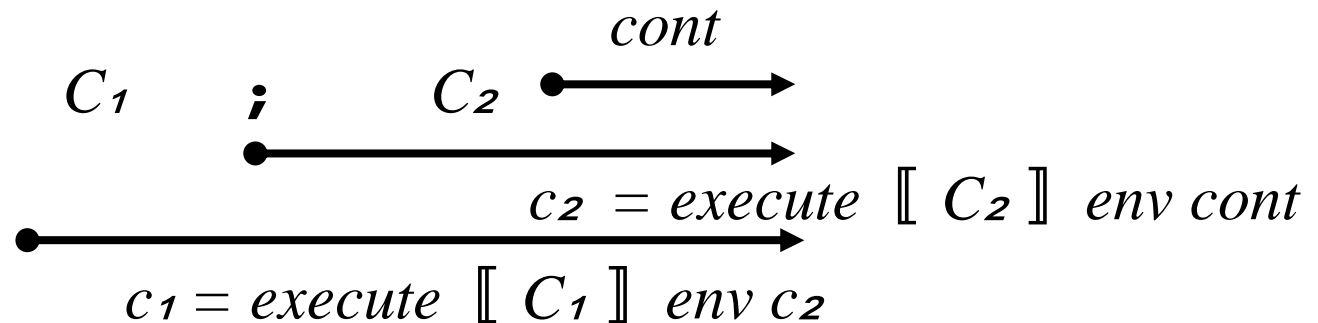 cont
C₁ ; C₂
c₂ = execute ⟦ C₂ ⟧ env cont
c₁ = execute ⟦ C₁ ⟧ env c₂